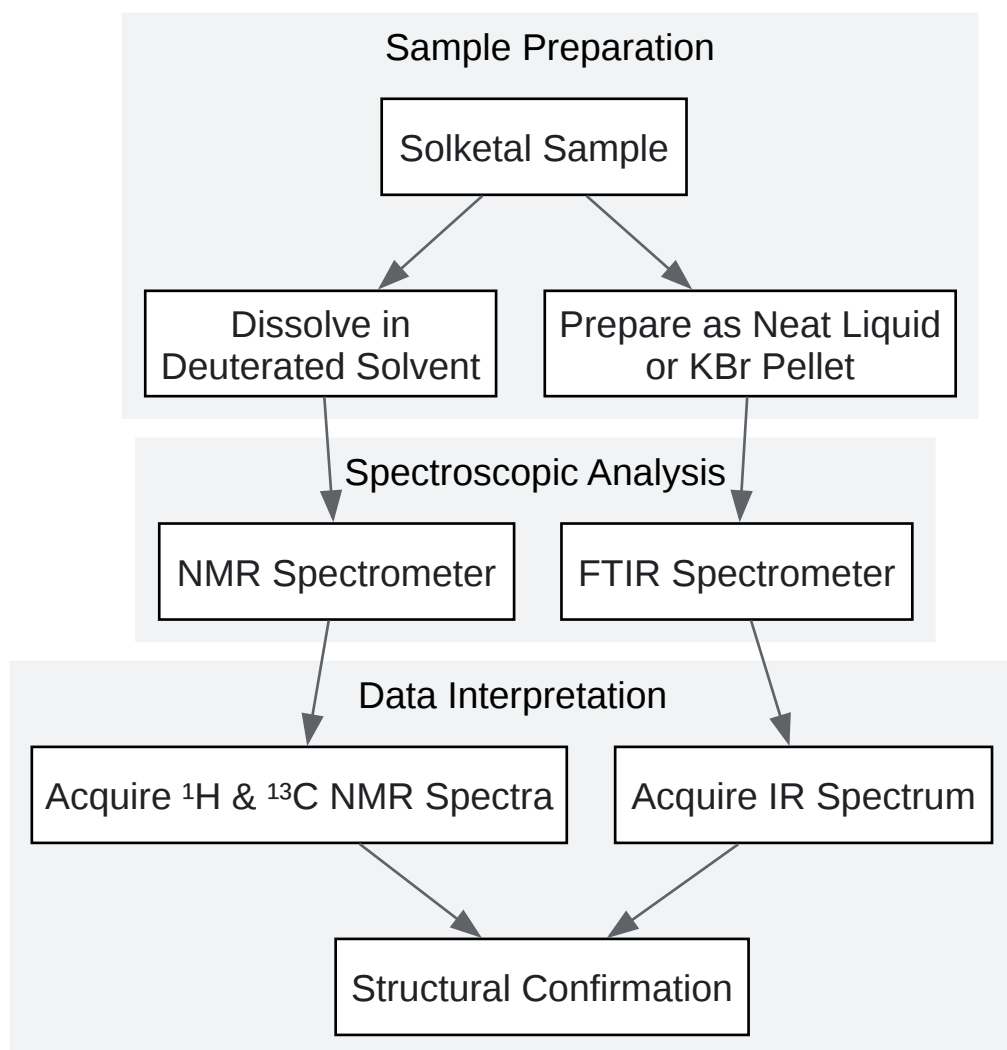 Sample Preparation
Solketal Sample
Dissolve in
Deuterated Solvent
Prepare as Neat Liquid
or KBr Pellet
Spectroscopic Analysis
NMR Spectrometer
FTIR Spectrometer
Data Interpretation
Acquire ¹H & ¹³C NMR Spectra
Acquire IR Spectrum
Structural Confirmation